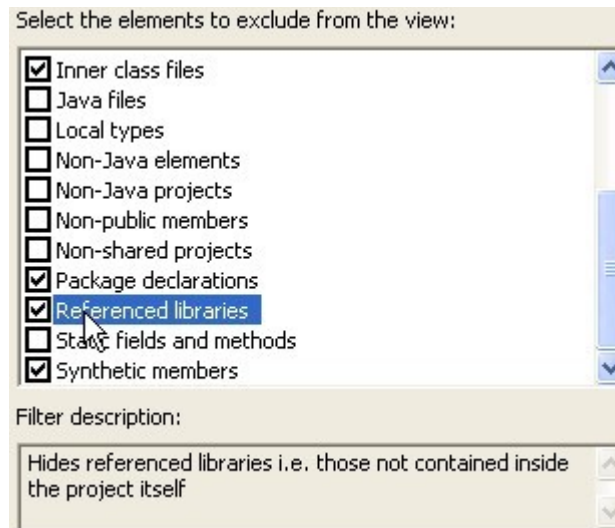 Select the elements to exclude from the view:
Inner class files
Java files
Local types
Non-Java elements
Non-Java projects
Non-public members
Non-shared projects
Package declarations
Referenced libraries
Static fields and methods
Synthetic members
Filter description:
Hides referenced libraries i.e. those not contained inside
the project itself